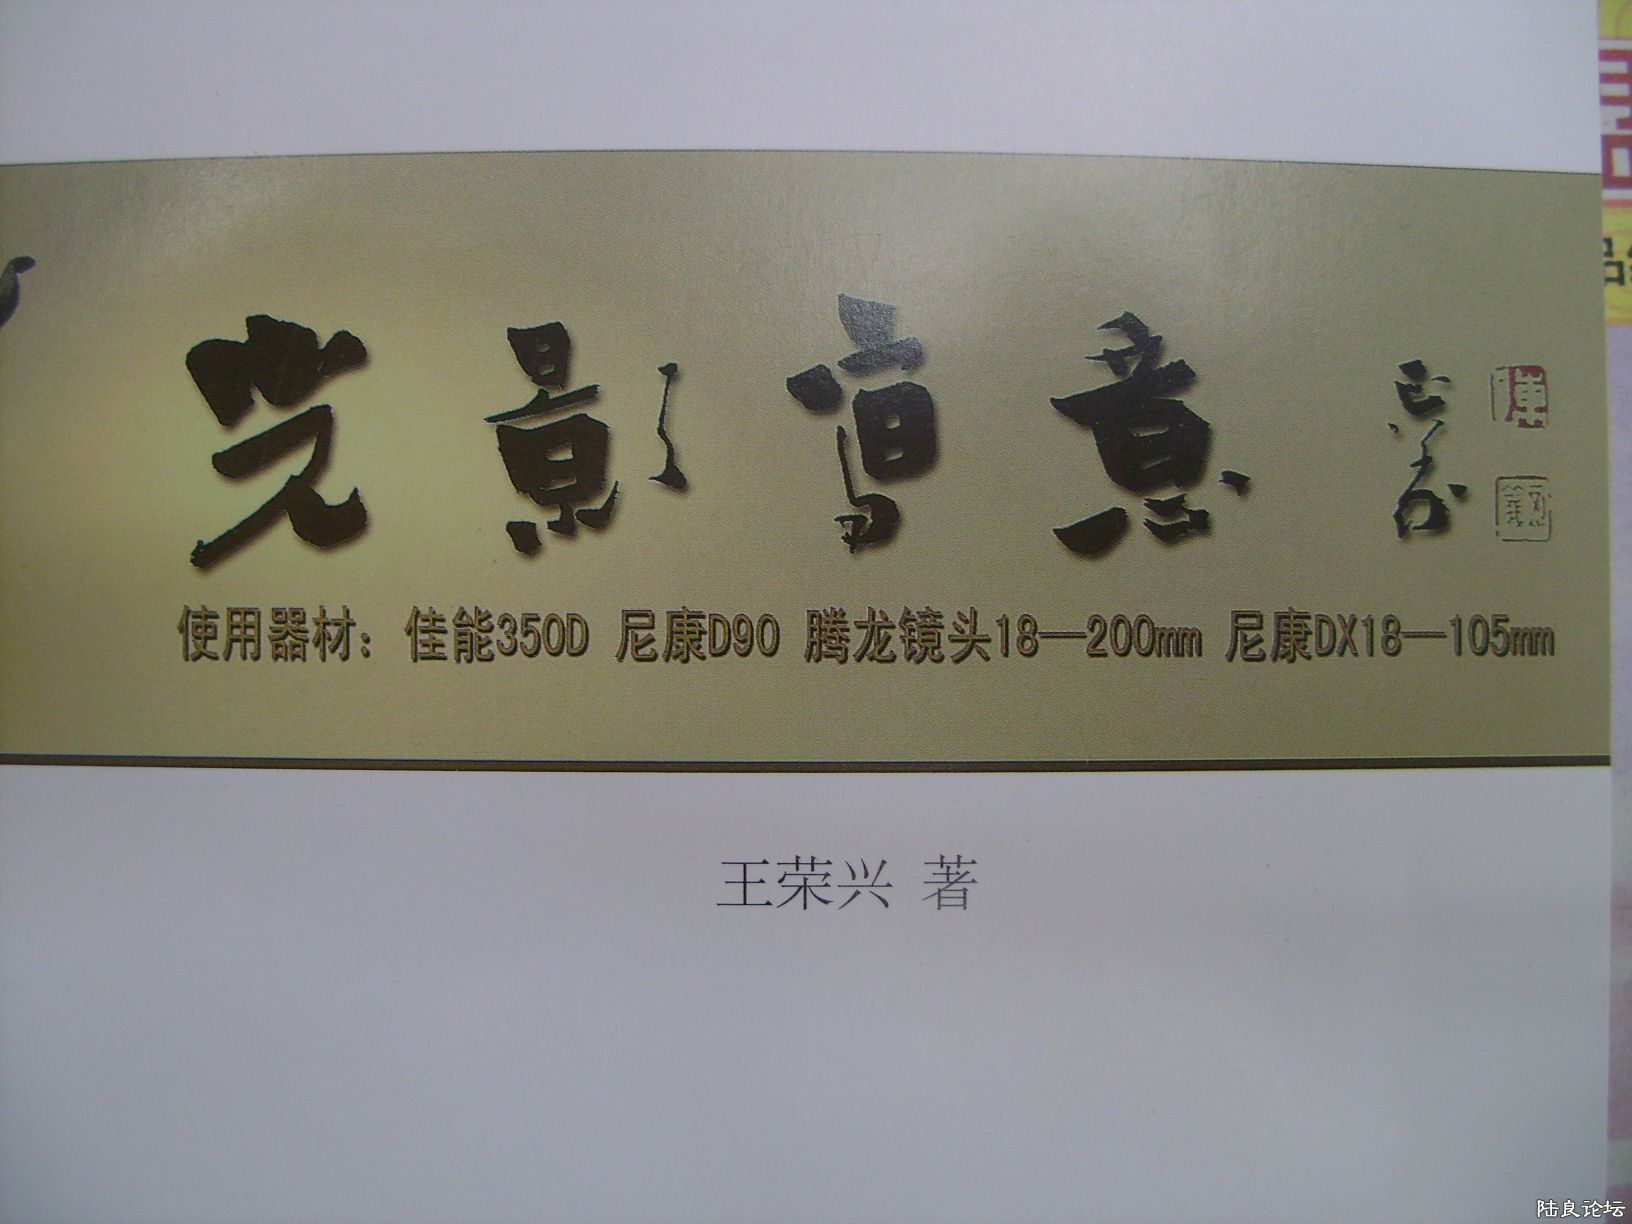 光影寫意
使用器材：佳能350D 尼康D90 腾龙镜头18—200mm 尼康DX18—105mm
王荣兴 著
陆良论坛